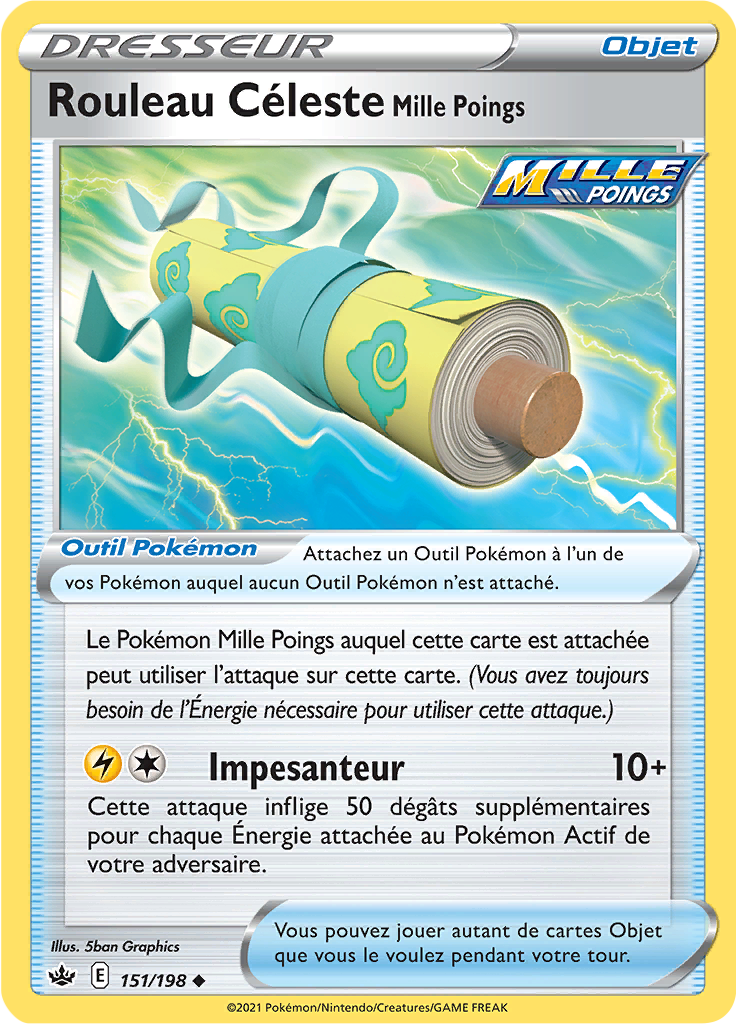 DRESSEUR
Objet
Rouleau Céleste Mille Poings
MILLE
POINGS
Outil Pokémon Attachez un Outil Pokémon à l'un de
vos Pokémon auquel aucun Outil Pokémon n'est attaché.
Le Pokémon Mille Poings auquel cette carte est attachée
peut utiliser l'attaque sur cette carte. (Vous avez toujours
besoin de l'Énergie nécessaire pour utiliser cette attaque.)
Impesanteur 10+
Cette attaque inflige 50 dégâts supplémentaires
pour chaque Énergie attachée au Pokémon Actif de
votre adversaire.
Vous pouvez jouer autant de cartes Objet
que vous le voulez pendant votre tour.
Illus. 5ban Graphics
E 151/198
©2021 Pokémon/Nintendo/Creatures/GAME FREAK